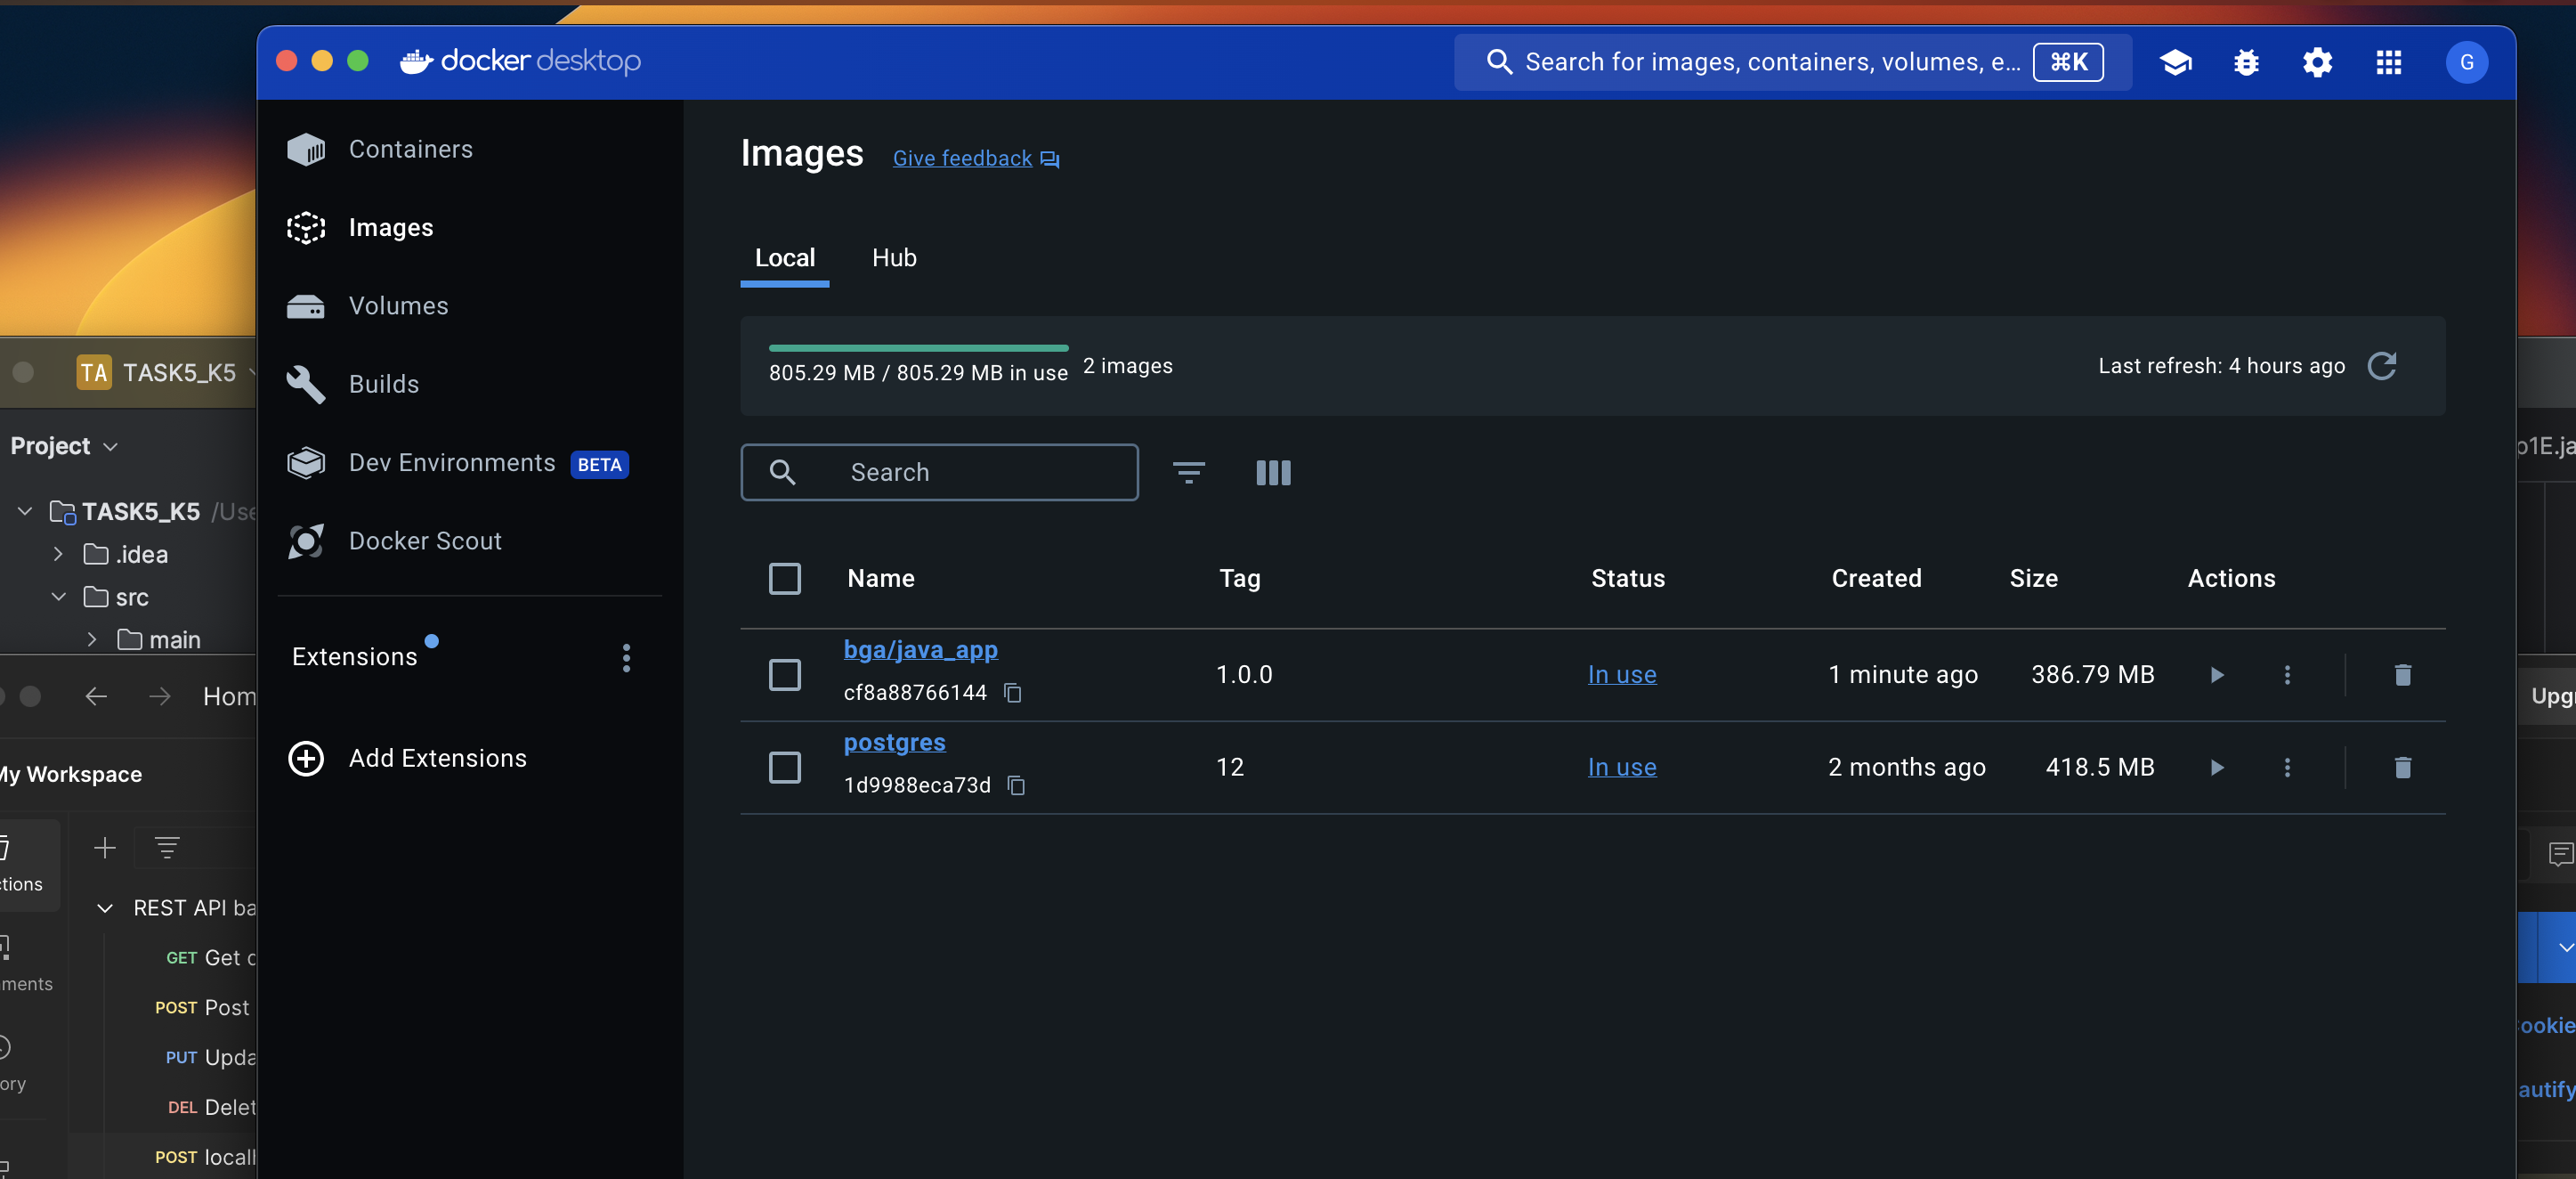 docker desktop
Search for images, containers, volumes, e... ⌘K
G
Containers
Images
Volumes
Builds
Dev Environments BETA
Docker Scout
Extensions
Add Extensions
Images Give feedback
Local Hub
805.29 MB / 805.29 MB in use 2 images
Last refresh: 4 hours ago
Search
Name Tag Status Created Size Actions
bga/java_app
cf8a88766144
1.0.0 In use 1 minute ago 386.79 MB
postgres
1d9988eca73d
12 In use 2 months ago 418.5 MB
TA TASK5_K5
Project
TASK5_K5 /Use
.idea
src
main
Hom
My Workspace
ctions
REST API ba
GET Get
POST Post
PUT Upda
DEL Delet
POST local
ments
ory
1E.ja
Upg
ookie
autify